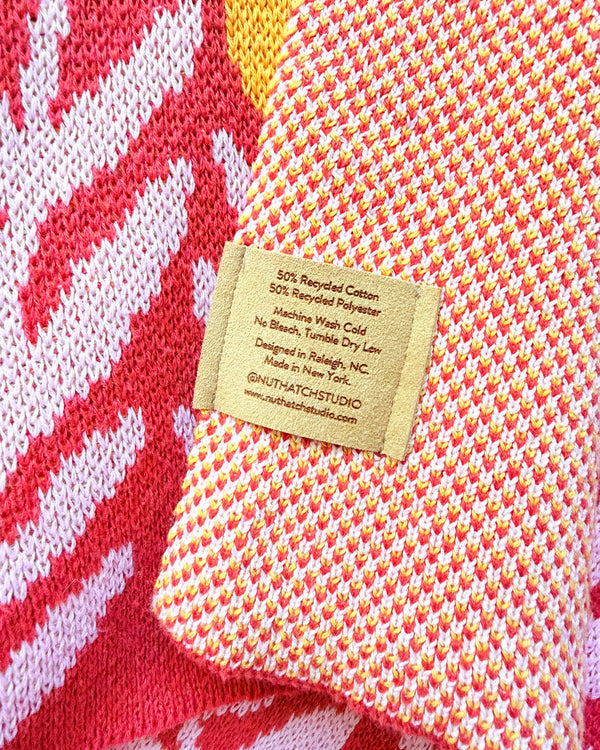 50% Recycled Cotton
50% Recycled Polyester
Machine Wash Cold
No Bleach, Tumble Dry Low
Designed in Raleigh, NC.
Made in New York.
@NUTHATCHSTUDIO
www.nuthatchstudio.com